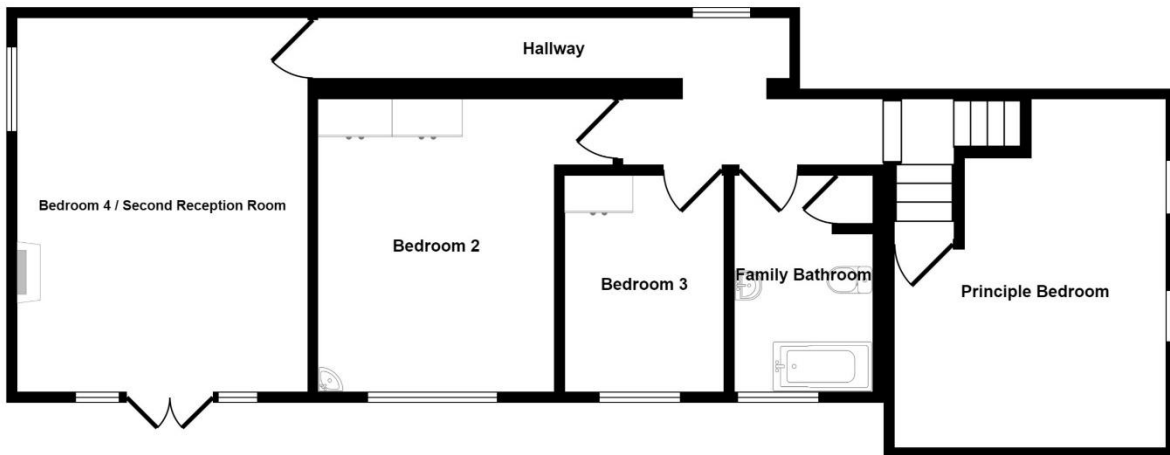 Hallway
Bedroom 4 / Second Reception Room
Bedroom 2
Bedroom 3
Family Bathroom
Principle Bedroom